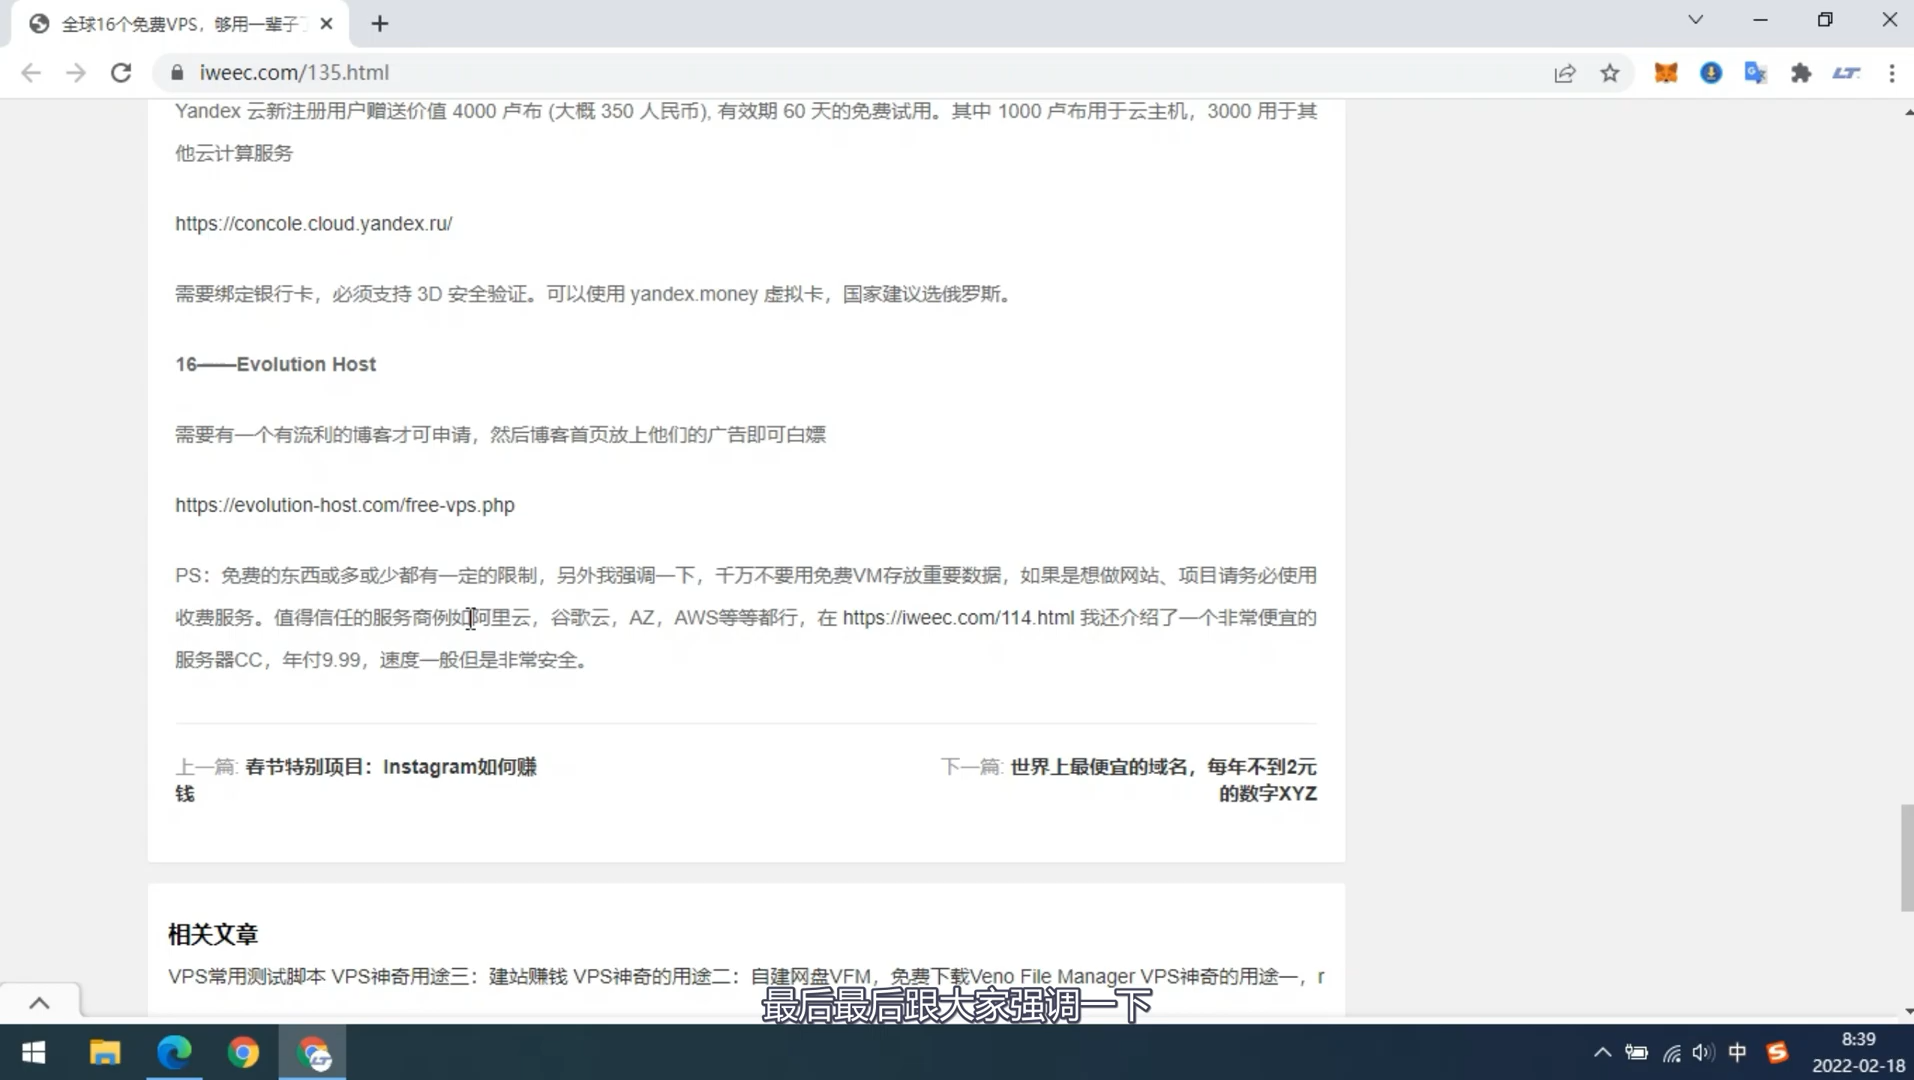 全球16个免费VPS，够用一辈子
iweec.com/135.html
Yandex 云新注册用户赠送价值 4000 卢布 (大概 350 人民币), 有效期 60 天的免费试用。其中 1000 卢布用于云主机，3000 用于其
他云计算服务
https://concole.cloud.yandex.ru/
需要绑定银行卡，必须支持 3D 安全验证。可以使用 yandex.money 虚拟卡，国家建议选俄罗斯。
16——Evolution Host
需要有一个有流利的博客才可申请，然后博客首页放上他们的广告即可白嫖
https://evolution-host.com/free-vps.php
PS：免费的东西或多或少都有一定的限制，另外我强调一下，千万不要用免费VM存放重要数据，如果是想做网站、项目请务必使用
收费服务。值得信任的服务商例如阿里云，谷歌云，AZ，AWS等等都行，在 https://iweec.com/114.html 我还介绍了一个非常便宜的
服务器CC，年付9.99，速度一般但是非常安全。
上一篇: 春节特别项目：Instagram如何赚
钱
下一篇: 世界上最便宜的域名，每年不到2元
的数字XYZ
相关文章
VPS常用测试脚本 VPS神奇用途三：建站赚钱 VPS神奇的用途二：自建网盘VFM，免费下载Veno File Manager VPS神奇的用途一，r
最后最后跟大家强调一下
中
8:39
2022-02-18